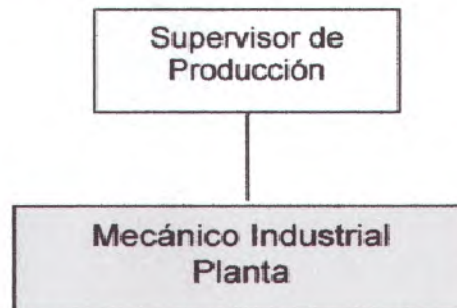 Supervisor de
Producción
Mecánico Industrial
Planta